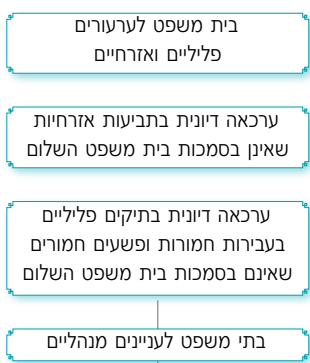 בית משפט לערעורים
פליליים ואזרחיים
ערכאה דיונית בתביעות אזרחיות
שאינן בסמכות בית משפט השלום
ערכאה דיונית בתיקים פליליים
בעבירות חמורות ופשעים חמורים
שאינם בסמכות בית משפט השלום
בתי משפט לעניינים מנהליים